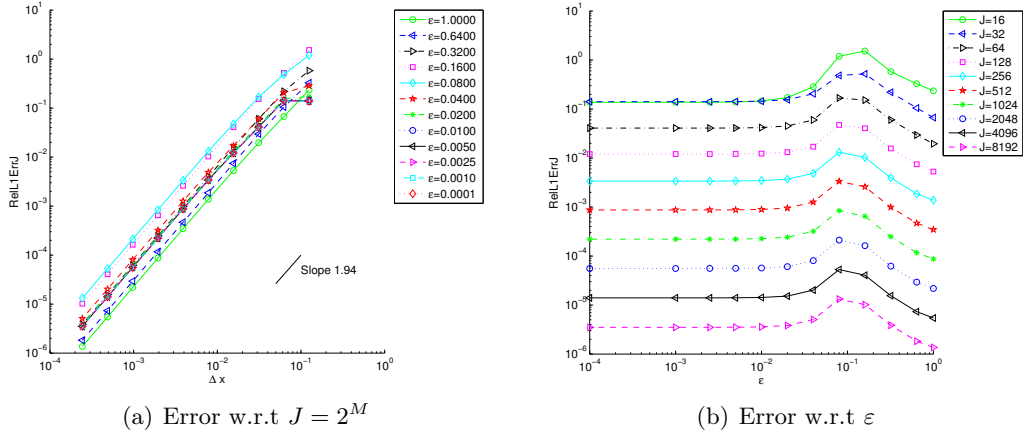 10^1
10^0
10^-1
10^-2
10^-3
10^-4
10^-5
10^-6
RelL1ErrJ
10^-4
10^-3
10^-2
10^-1
10^0
Δ x
Slope 1.94
ε=1.0000
ε=0.6400
ε=0.3200
ε=0.1600
ε=0.0800
ε=0.0400
ε=0.0200
ε=0.0100
ε=0.0050
ε=0.0025
ε=0.0010
ε=0.0001
(a) Error w.r.t J = 2^M
10^1
10^0
10^-1
10^-2
10^-3
10^-4
10^-6
RelL1ErrJ
10^-4
10^-3
10^-2
10^-1
10^0
ε
J=16
J=32
J=64
J=128
J=256
J=512
J=1024
J=2048
J=4096
J=8192
(b) Error w.r.t ε